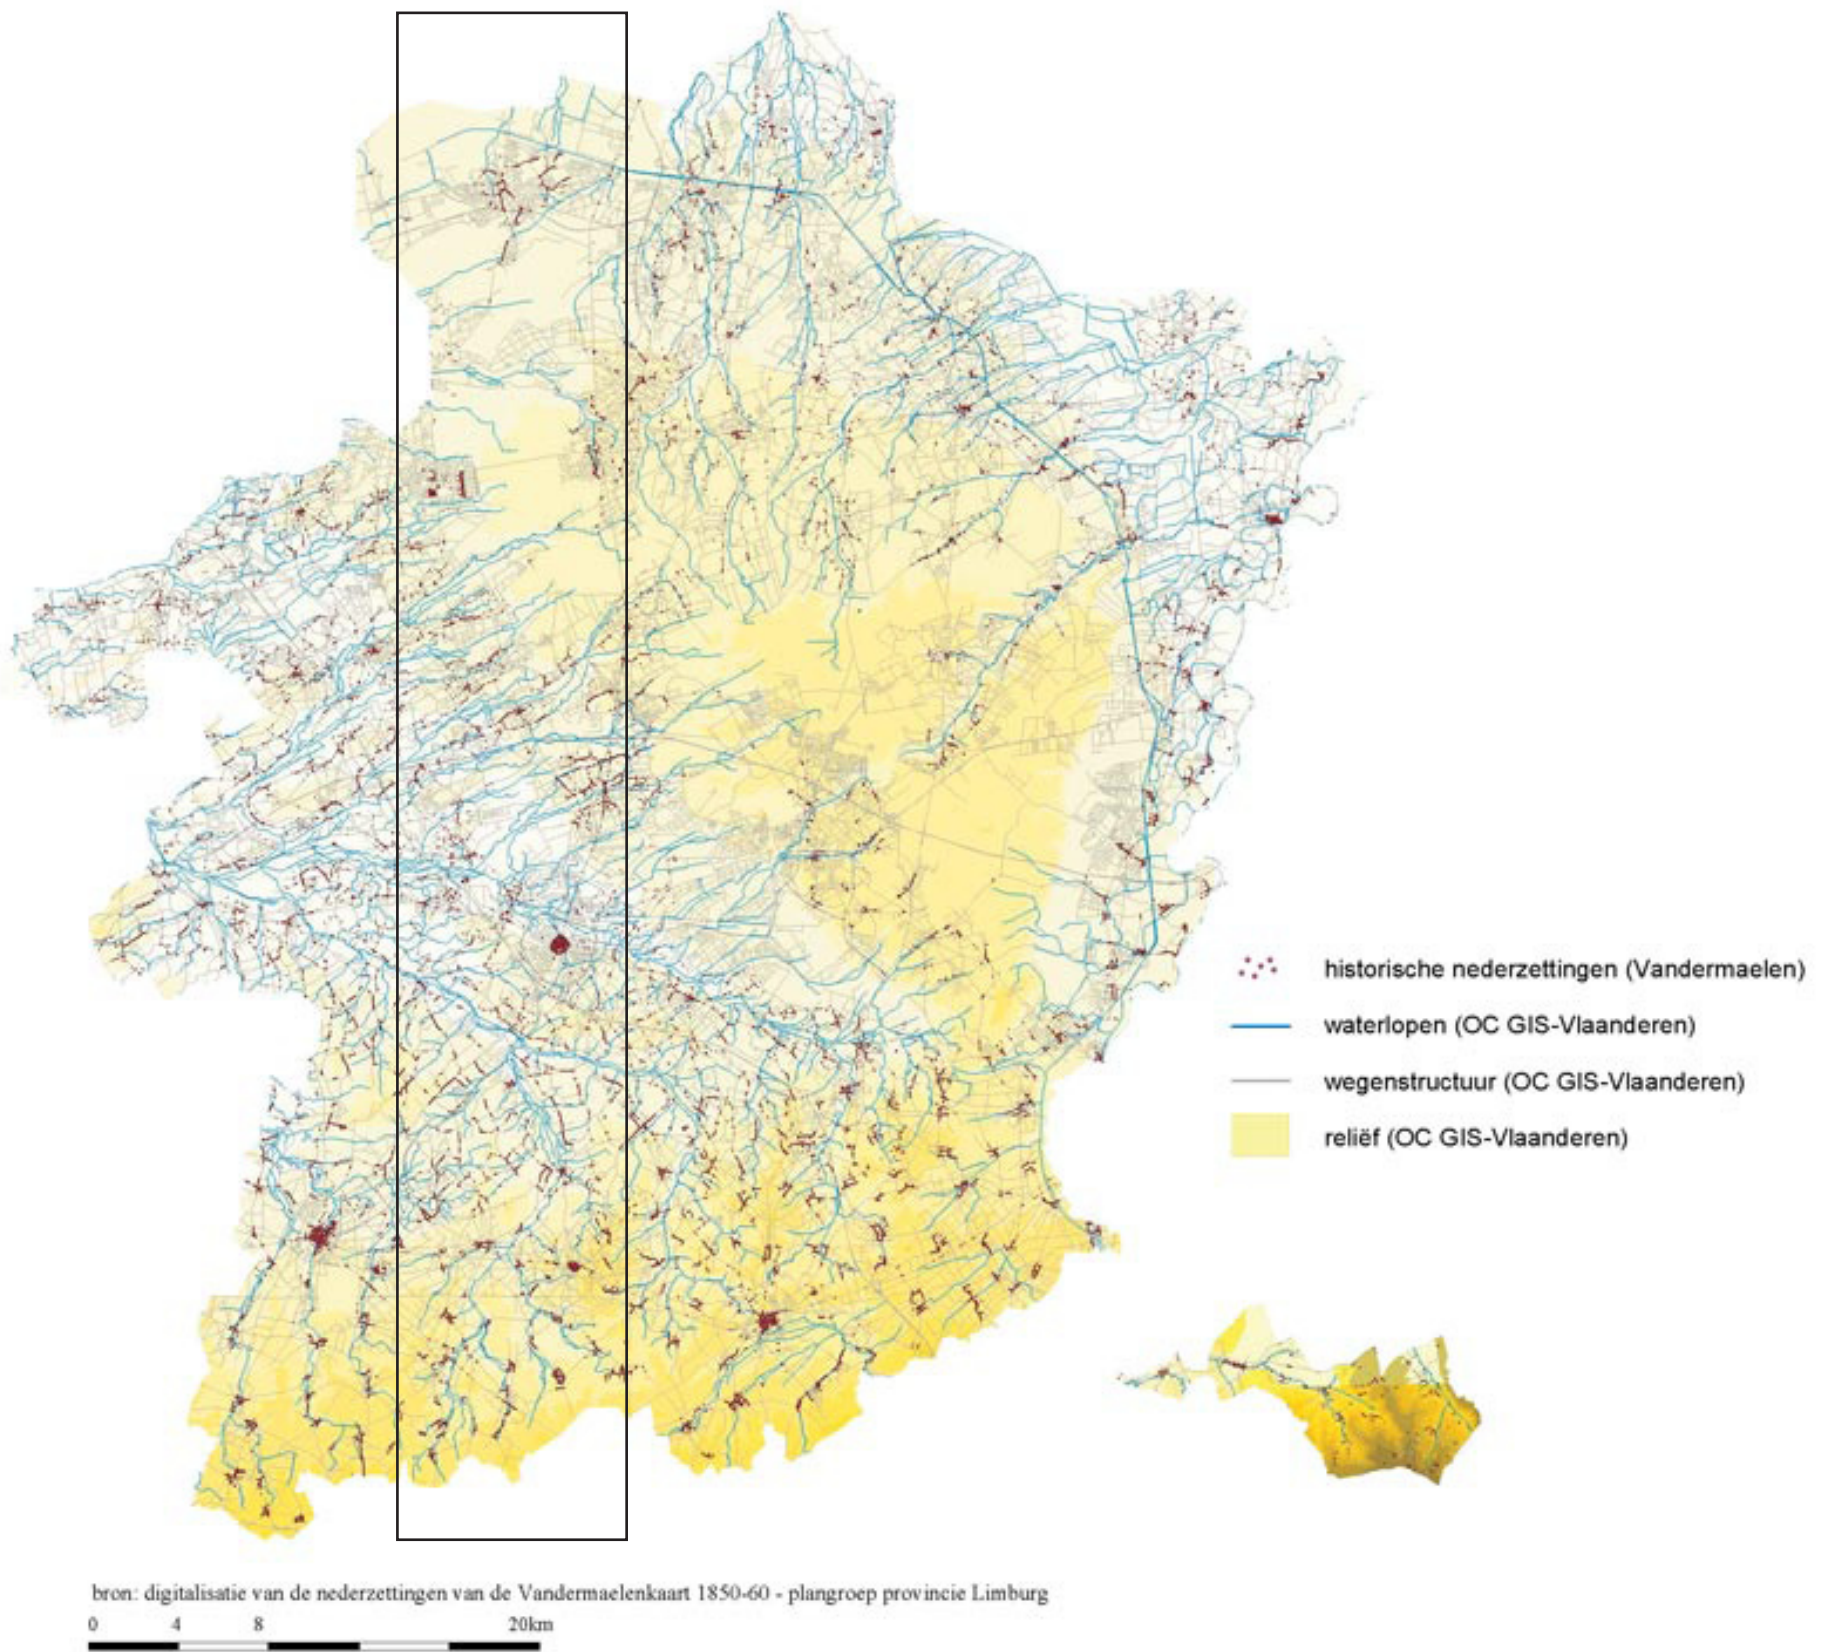 historische nederzettingen (Vandermaelen)
waterlopen (OC GIS-Vlaanderen)
wegenstructuur (OC GIS-Vlaanderen)
reliëf (OC GIS-Vlaanderen)
bron: digitalisatie van de nederzettingen van de Vandermaelenkaart 1850-60 - plangroep provincie Limburg
0 4 8 20km